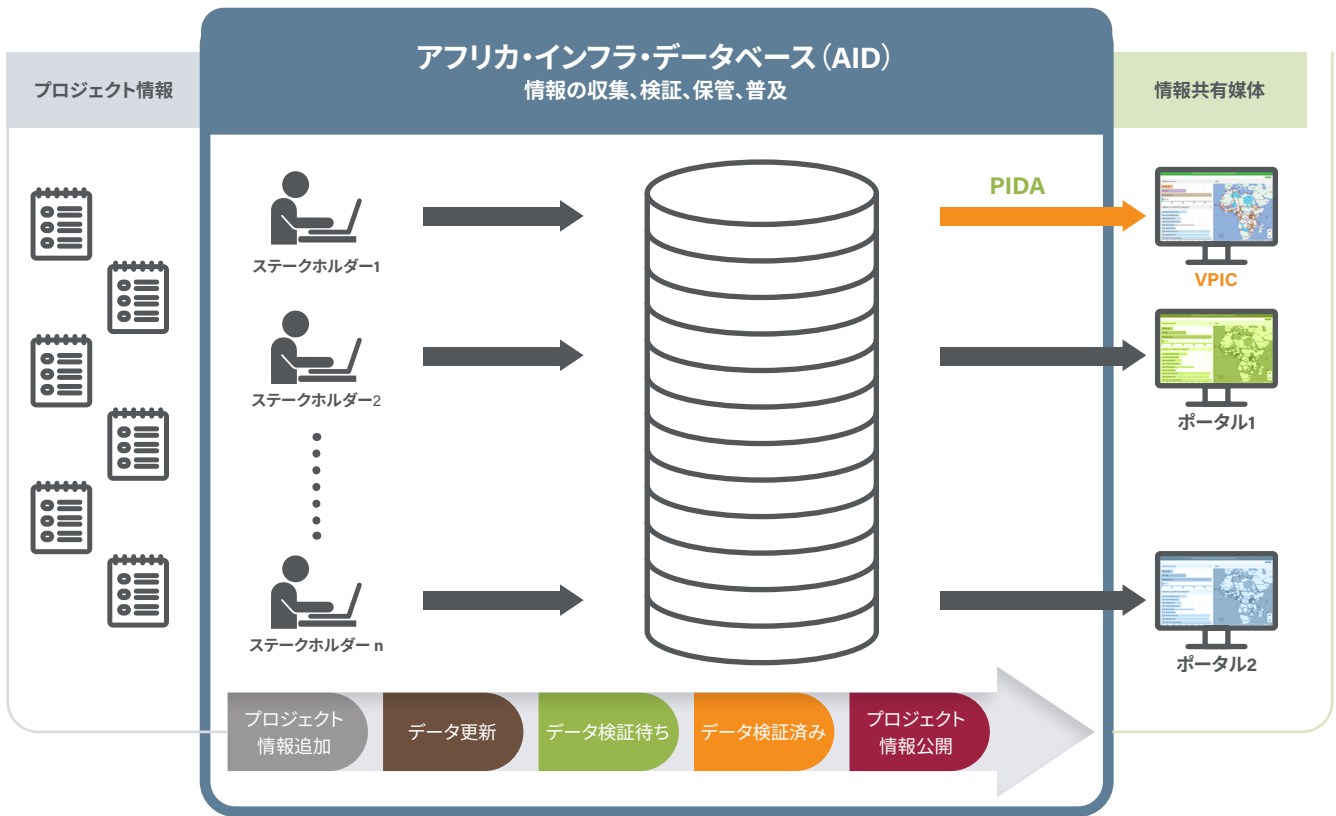 アフリカ・インフラ・データベース(AID)
情報の収集、検証、保管、普及
プロジェクト情報
情報共有媒体
ステークホルダー1
ステークホルダー2
ステークホルダー n
PIDA
VPIC
ポータル1
ポータル2
プロジェクト
情報追加
データ更新
データ検証待ち
データ検証済み
プロジェクト
情報公開